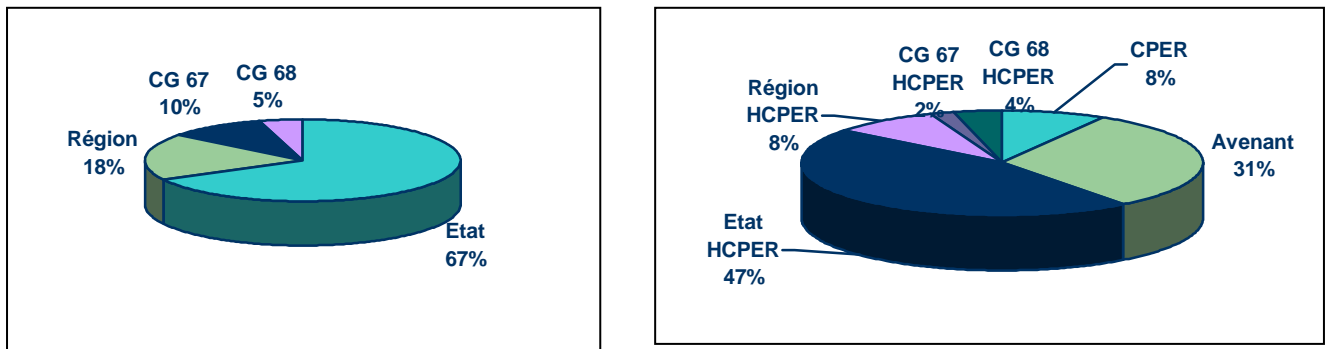 CG 67
10%
CG 68
5%
Région
18%
Etat
67%
CG 67
HCPER
2%
CG 68
HCPER
4%
CPER
8%
Région
HCPER
8%
Avenant
31%
Etat
HCPER
47%